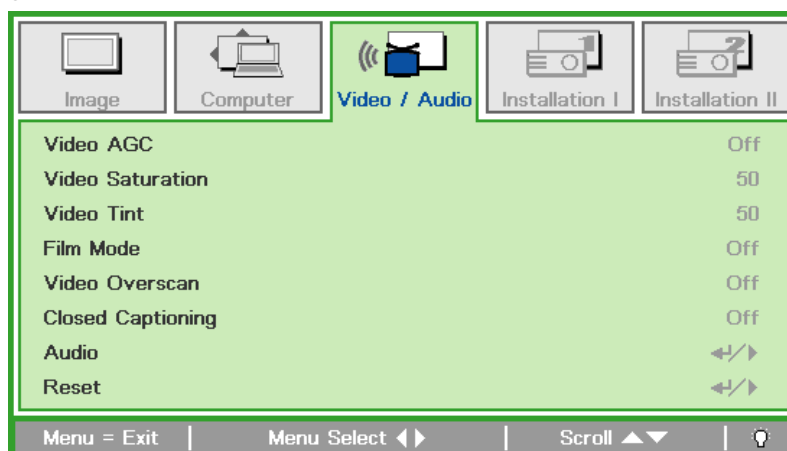 Image Computer Video / Audio Installation I Installation II
Video AGC Off
Video Saturation 50
Video Tint 50
Film Mode Off
Video Overscan Off
Closed Captioning Off
Audio
Reset
Menu = Exit Menu Select Scroll